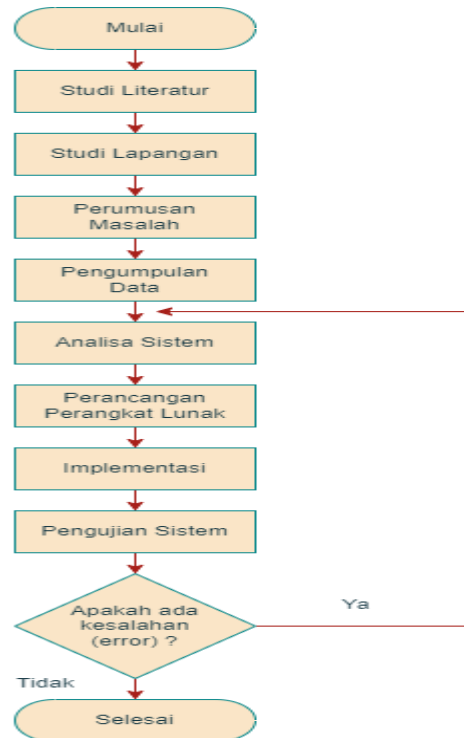 Mulai
Studi Literatur
Studi Lapangan
Perumusan
Masalah
Pengumpulan
Data
Analisa Sistem
Perancangan
Perangkat Lunak
Implementasi
Pengujian Sistem
Apakah ada
kesalahan
(error) ?
Ya
Tidak
Selesai